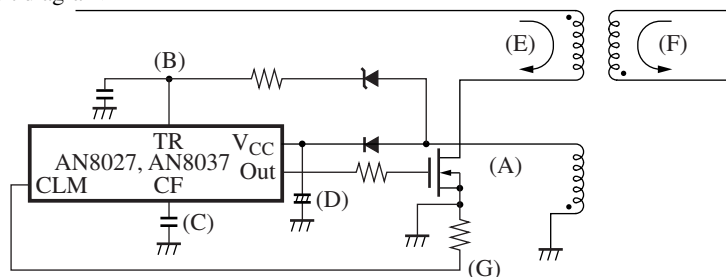 (B)
(E)
(F)
TR
VCC
AN8027, AN8037
Out
(A)
CLM
CF
(D)
(C)
(G)